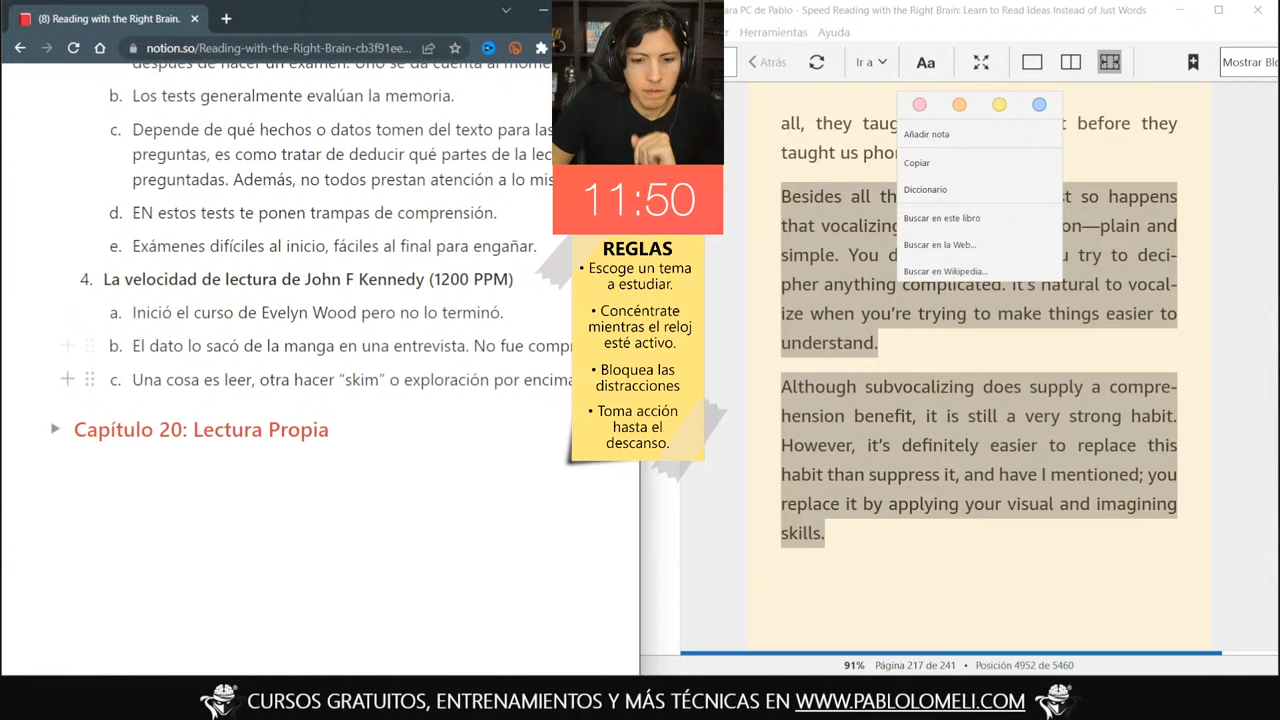 (8) Reading with the Right Brain.
notion.so/Reading-with-the-Right-Brain-cb3f91ee...
después de hacer un examen. Uno se da cuenta al mome
b. Los tests generalmente evalúan la memoria.
c. Depende de qué hechos o datos tomen del texto para las
preguntas, es como tratar de deducir qué partes de la lec
preguntadas. Además, no todos prestan atención a lo mis
d. EN estos tests te ponen trampas de comprensión.
e. Exámenes difíciles al inicio, fáciles al final para engañar.
4. La velocidad de lectura de John F Kennedy (1200 PPM)
a. Inició el curso de Evelyn Wood pero no lo terminó.
b. El dato lo sacó de la manga en una entrevista. No fue comp
c. Una cosa es leer, otra hacer “skim” o exploración por encima
Capítulo 20: Lectura Propia
11:50
REGLAS
• Escoge un tema
a estudiar.
• Concéntrate
mientras el reloj
esté activo.
• Bloquea las
distracciones
• Toma acción
hasta el
descanso.
ara PC de Pablo - Speed Reading with the Right Brain: Learn to Read Ideas Instead of Just Words
Herramientas Ayuda
Atrás Ir a Aa Mostrar Blo
all, they taug t before they
taught us pho
Besides all th st so happens
that vocalizing on—plain and
simple. You d u try to deci-
pher anything complicated. It’s natural to vocal-
ize when you’re trying to make things easier to
understand.
Although subvocalizing does supply a compre-
hension benefit, it is still a very strong habit.
However, it’s definitely easier to replace this
habit than suppress it, and have I mentioned; you
replace it by applying your visual and imagining
skills.
Añadir nota
Copiar
Diccionario
Buscar en este libro
Buscar en la Web...
Buscar en Wikipedia...
91% Página 217 de 241 • Posición 4952 de 5460
CURSOS GRATUITOS, ENTRENAMIENTOS Y MÁS TÉCNICAS EN WWW.PABLOLOMELI.COM